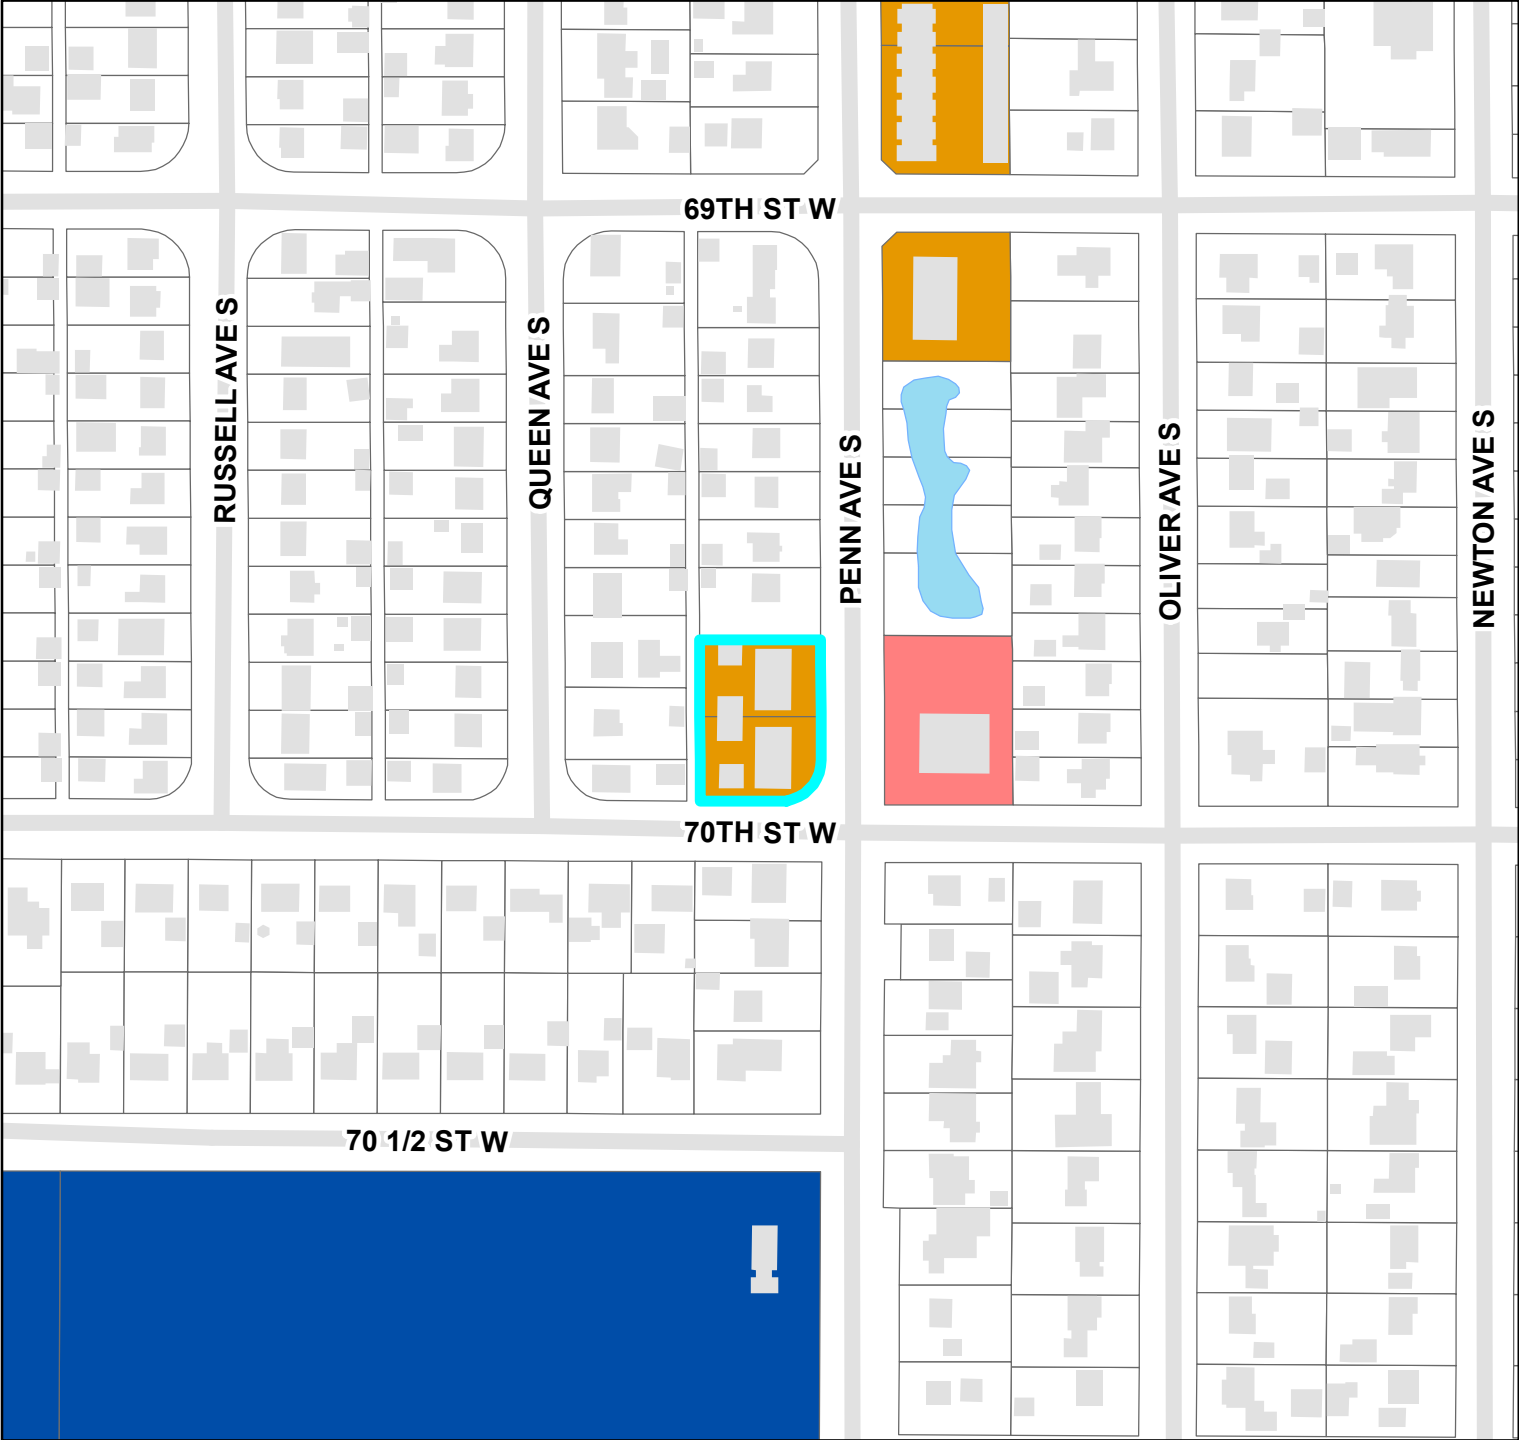 69TH ST W
RUSSELL AVE S
QUEEN AVE S
PENN AVE S
OLIVER AVE S
NEWTON AVE S
70TH ST W
70 1/2 ST W